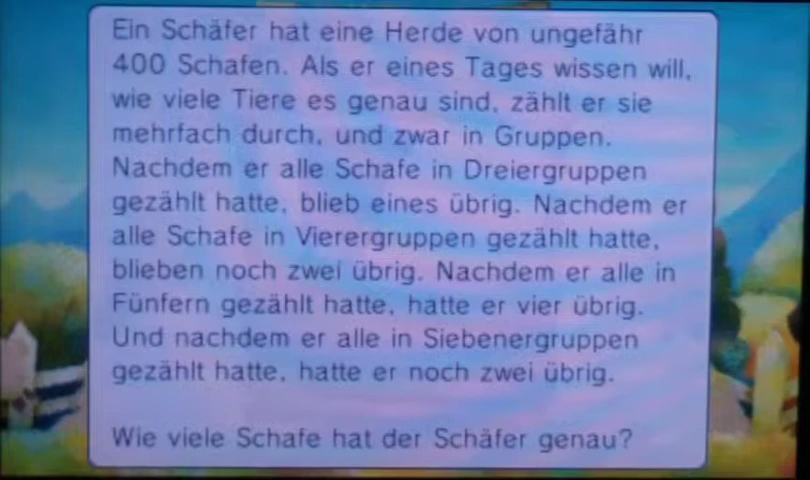 Ein Schäfer hat eine Herde von ungefähr
400 Schafen. Als er eines Tages wissen will,
wie viele Tiere es genau sind, zählt er sie
mehrfach durch, und zwar in Gruppen.
Nachdem er alle Schafe in Dreiergruppen
gezählt hatte, blieb eines übrig. Nachdem er
alle Schafe in Vierergruppen gezählt hatte,
blieben noch zwei übrig. Nachdem er alle in
Fünfern gezählt hatte, hatte er vier übrig.
Und nachdem er alle in Siebenergruppen
gezählt hatte, hatte er noch zwei übrig.
Wie viele Schafe hat der Schäfer genau?